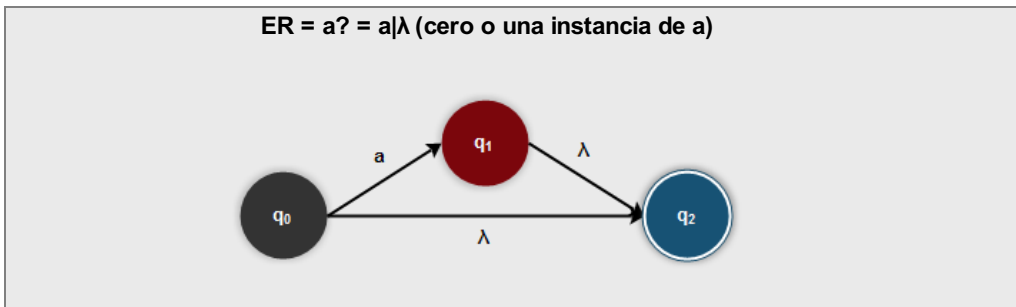 ER = a? = a|λ (cero o una instancia de a)
q₁
a
λ
q₀
q₂
λ